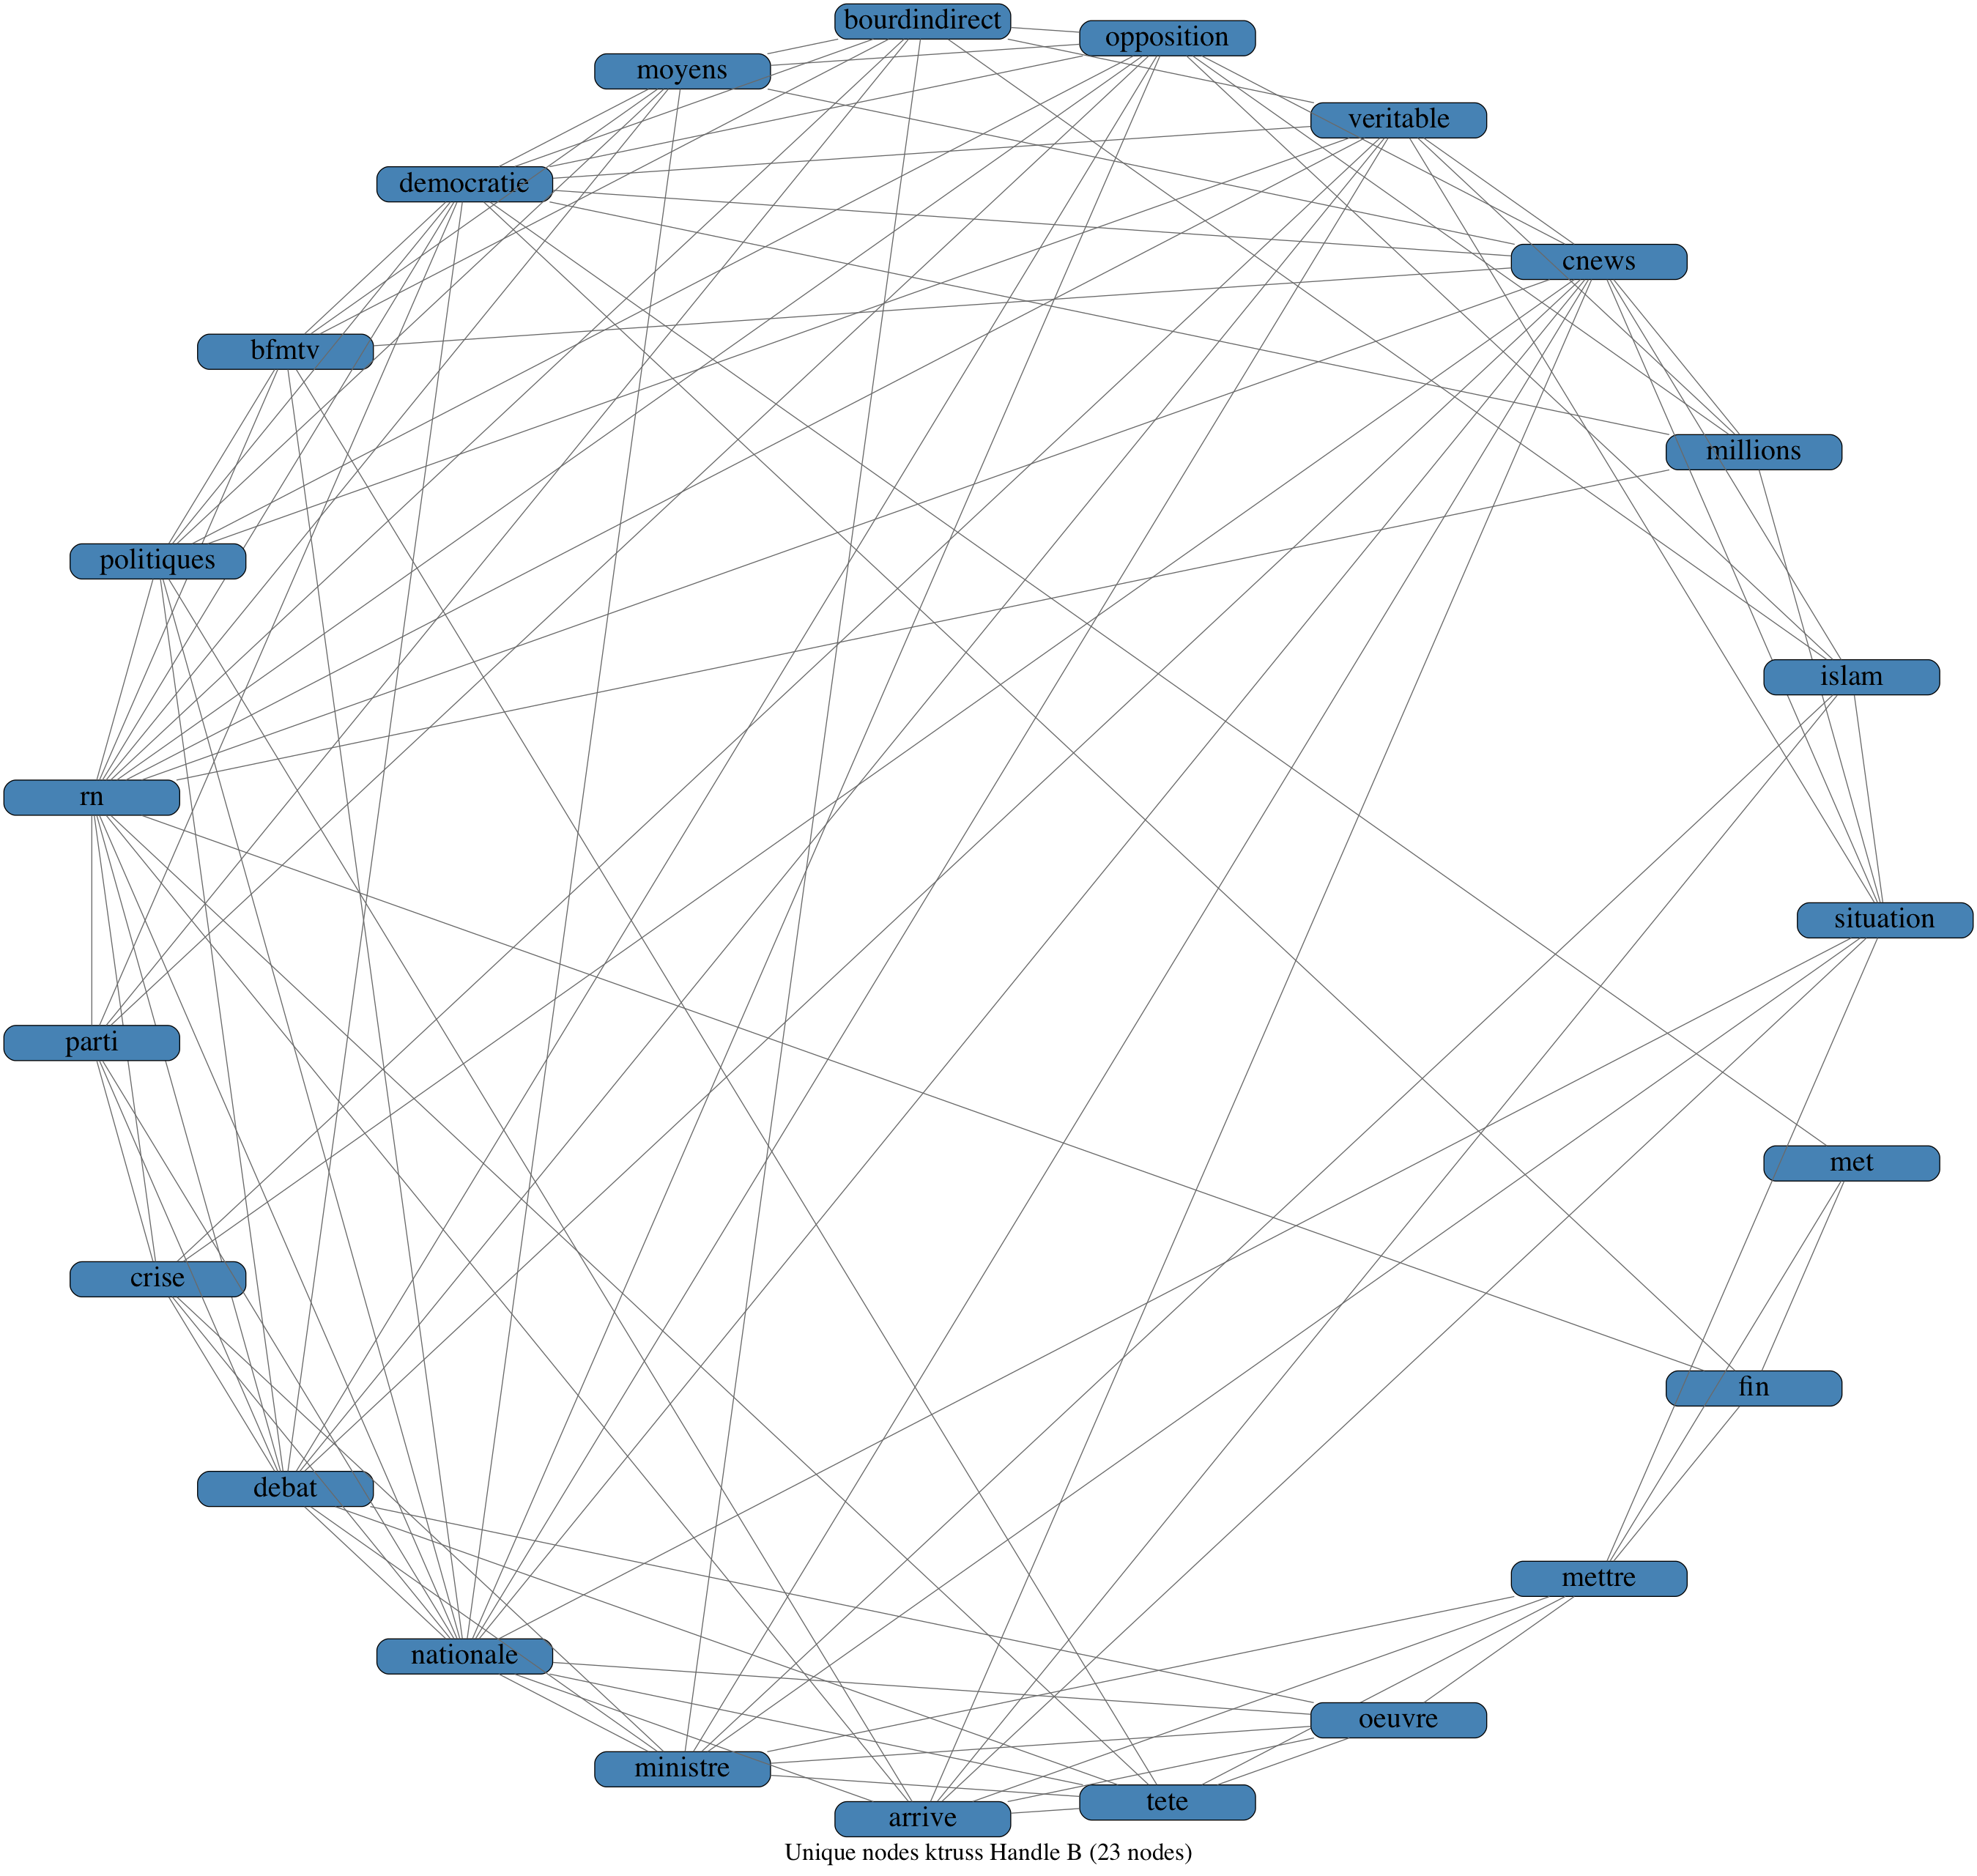 bourdindirect
opposition
moyens
veritable
democratie
cnews
bfmtv
millions
politiques
islam
rn
situation
parti
met
crise
fin
debat
mettre
nationale
oeuvre
ministre
tete
arrive
Unique nodes ktruss Handle B (23 nodes)